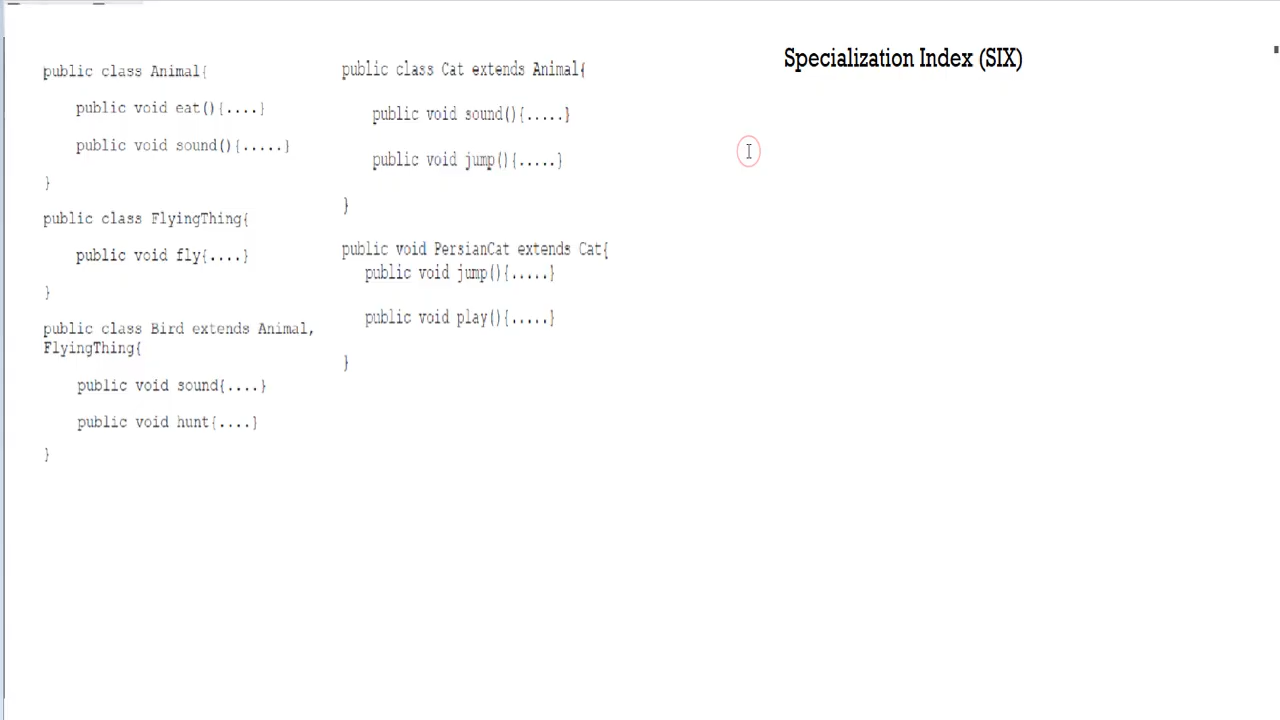 public class Animal{
public void eat(){....}
public void sound(){.....}
}
public class FlyingThing{
public void fly{....}
}
public class Bird extends Animal,
FlyingThing{
public void sound{....}
public void hunt{....}
}
public class Cat extends Animal{
public void sound(){.....}
public void jump(){.....}
}
public void PersianCat extends Cat{
public void jump(){.....}
public void play(){.....}
}
Specialization Index (SIX)